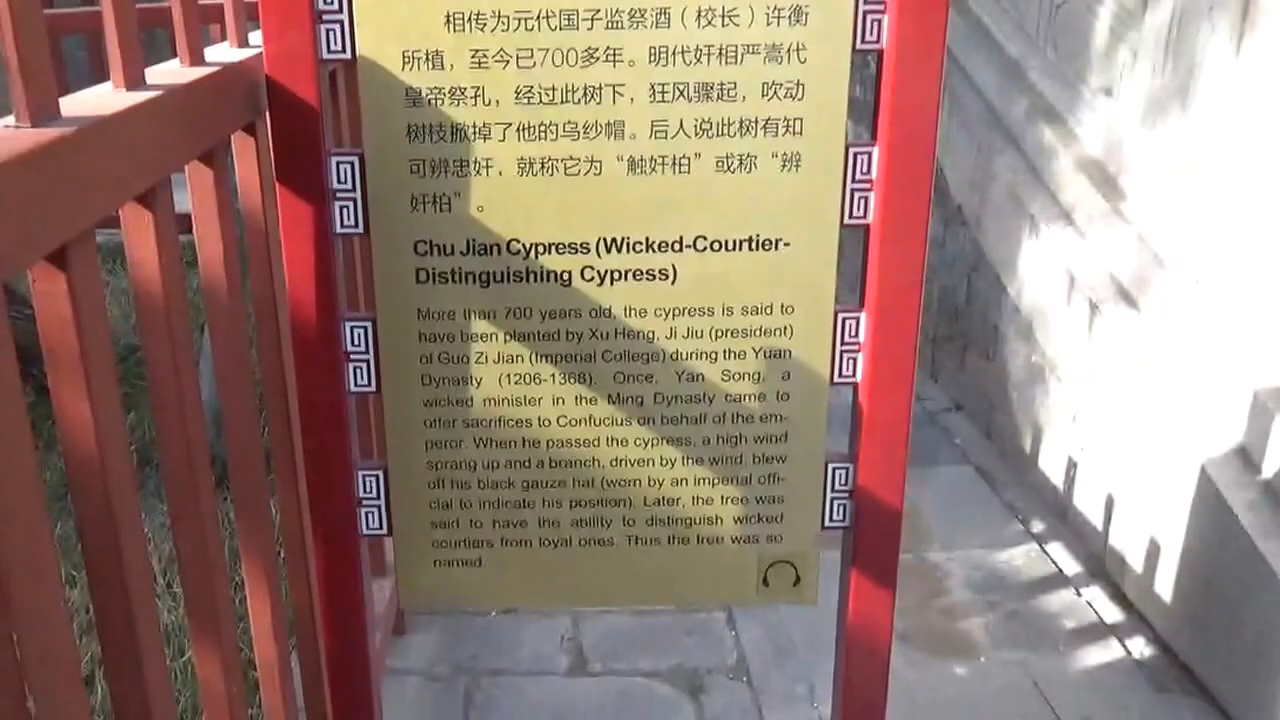 相传为元代国子监祭酒（校长）许衡
所植，至今已700多年。明代奸相严嵩代
皇帝祭孔，经过此树下，狂风骤起，吹动
树枝掀掉了他的乌纱帽。后人说此树有知
可辨忠奸，就称它为“触奸柏”或称“辨
奸柏”。
Chu Jian Cypress (Wicked-Courtier-
Distinguishing Cypress)
More than 700 years old, the cypress is said to
have been planted by Xu Heng, Ji Jiu (president)
of Guo Zi Jian (Imperial College) during the Yuan
Dynasty (1206-1368). Once, Yan Song, a
wicked minister in the Ming Dynasty came to
offer sacrifices to Confucius on behalf of the em-
peror. When he passed the cypress, a high wind
sprang up and a branch, driven by the wind, blew
off his black gauze hat (worn by an imperial offi-
cial to indicate his position). Later, the tree was
said to have the ability to distinguish wicked
courtiers from loyal ones. Thus the tree was so
named.